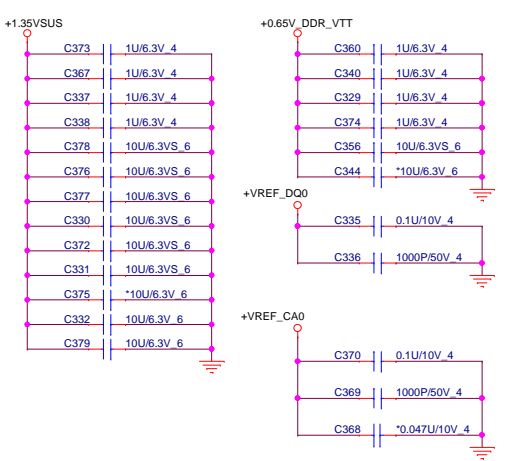 +1.35VSUS
C373 1U/6.3V_4
C367 1U/6.3V_4
C337 1U/6.3V_4
C338 1U/6.3V_4
C378 10U/6.3VS_6
C376 10U/6.3VS_6
C377 10U/6.3VS_6
C330 10U/6.3VS_6
C372 10U/6.3VS_6
C331 10U/6.3VS_6
C375 *10U/6.3V_6
C332 10U/6.3V_6
C379 10U/6.3V_6
+0.65V_DDR_VTT
C360 1U/6.3V_4
C340 1U/6.3V_4
C329 1U/6.3V_4
C374 1U/6.3V_4
C356 10U/6.3VS_6
C344 *10U/6.3V_6
+VREF_DQ0
C335 0.1U/10V_4
C336 1000P/50V_4
+VREF_CA0
C370 0.1U/10V_4
C369 1000P/50V_4
C368 *0.047U/10V_4